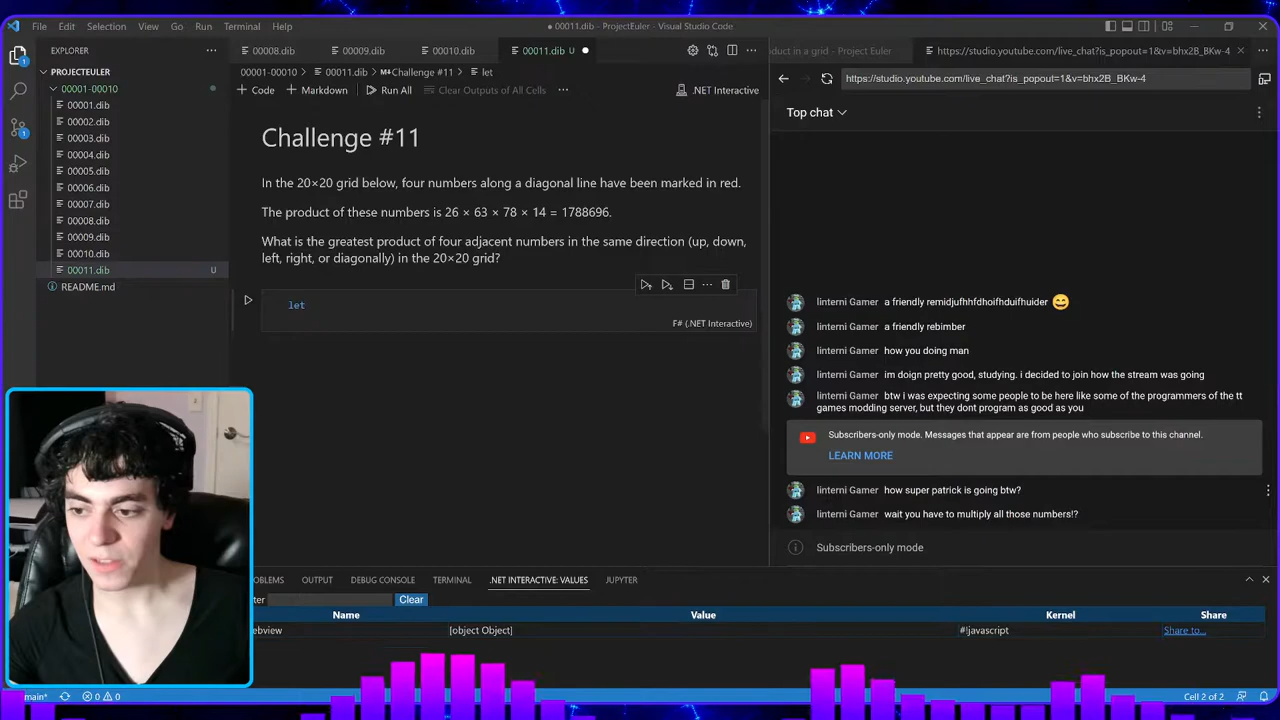 File Edit Selection View Go Run Terminal Help
● 00011.dib - ProjectEuler - Visual Studio Code
EXPLORER
PROJECTEULER
00001-00010
00001.dib
00002.dib
00003.dib
00004.dib
00005.dib
00006.dib
00007.dib
00008.dib
00009.dib
00010.dib
00011.dib U
README.md
00008.dib 00009.dib 00010.dib 00011.dib U
00001-00010 > 00011.dib > Challenge #11 > let
+ Code + Markdown Run All Clear Outputs of All Cells ... .NET Interactive
Challenge #11
In the 20×20 grid below, four numbers along a diagonal line have been marked in red.
The product of these numbers is 26 × 63 × 78 × 14 = 1788696.
What is the greatest product of four adjacent numbers in the same direction (up, down,
left, right, or diagonally) in the 20×20 grid?
let
F# (.NET Interactive)
oduct in a grid - Project Euler https://studio.youtube.com/live_chat?is_popout=1&v=bhx2B_BKw-4
https://studio.youtube.com/live_chat?is_popout=1&v=bhx2B_BKw-4
Top chat
linterni Gamer a friendly remidjufhhfdhoifhduifhuider 😄
linterni Gamer a friendly rebimber
linterni Gamer how you doing man
linterni Gamer im doign pretty good, studying. i decided to join how the stream was going
linterni Gamer btw i was expecting some people to be here like some of the programmers of the tt
games modding server, but they dont program as good as you
Subscribers-only mode. Messages that appear are from people who subscribe to this channel.
LEARN MORE
linterni Gamer how super patrick is going btw?
linterni Gamer wait you have to multiply all those numbers!?
Subscribers-only mode
OBLEMS OUTPUT DEBUG CONSOLE TERMINAL .NET INTERACTIVE: VALUES JUPYTER
ter Clear
Name Value Kernel Share
ebview [object Object] #!javascript Share to...
main* 0 0
Cell 2 of 2